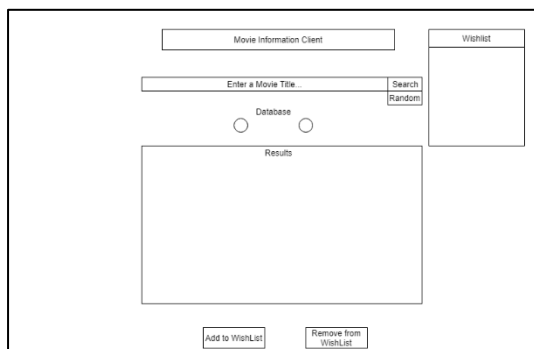 Movie Information Client
Wishlist
Enter a Movie Title...
Search
Random
Database
Results
Add to WishList
Remove from
WishList